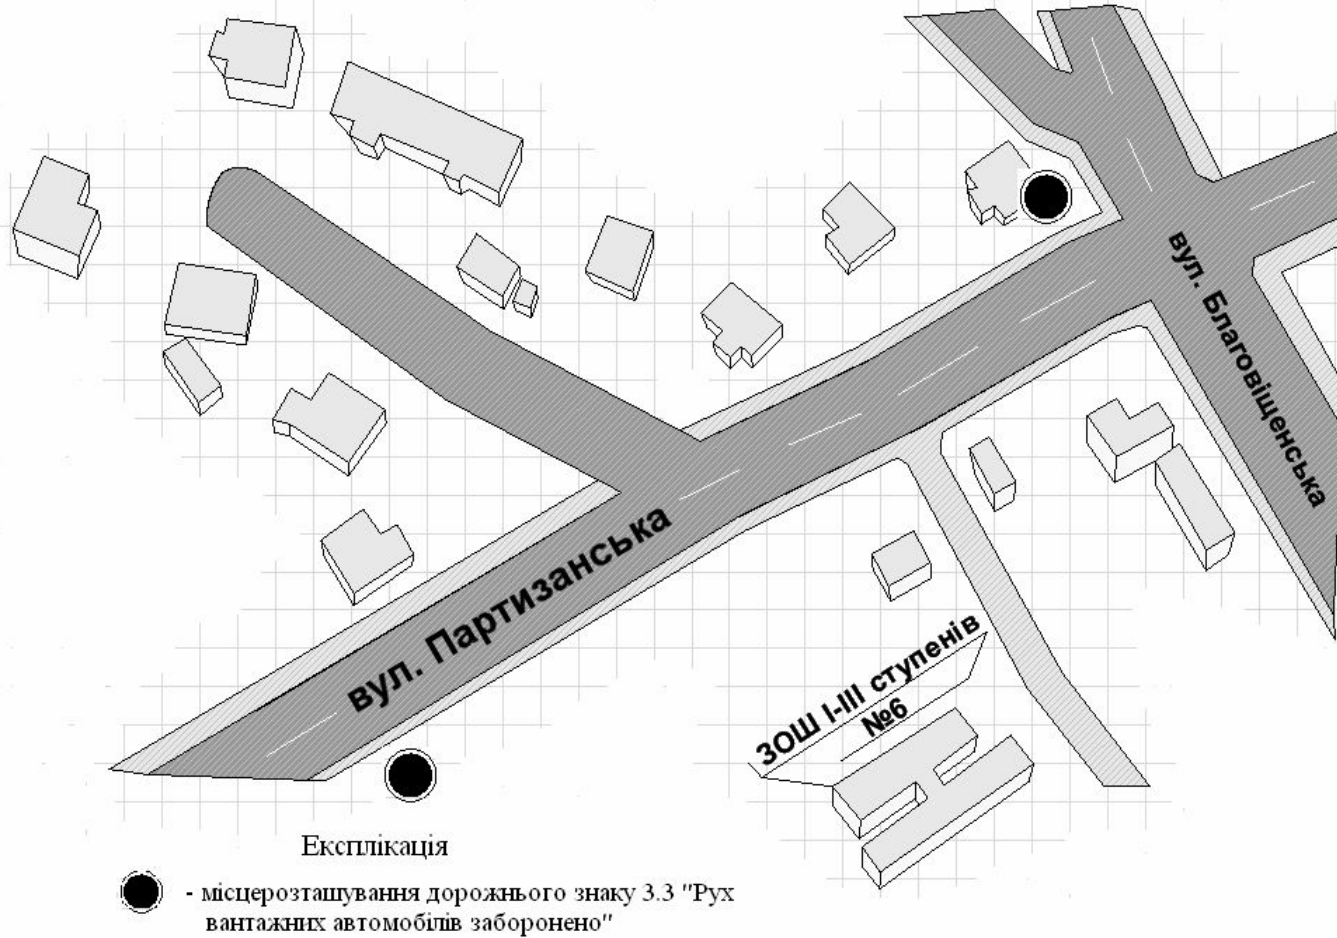 вул. Благовіщенська
вул. Партизанська
ЗОШ І-ІІІ ступенів
№6
Експлікація
- місцерозташування дорожнього знаку 3.3 "Рух
вантажних автомобілів заборонено"